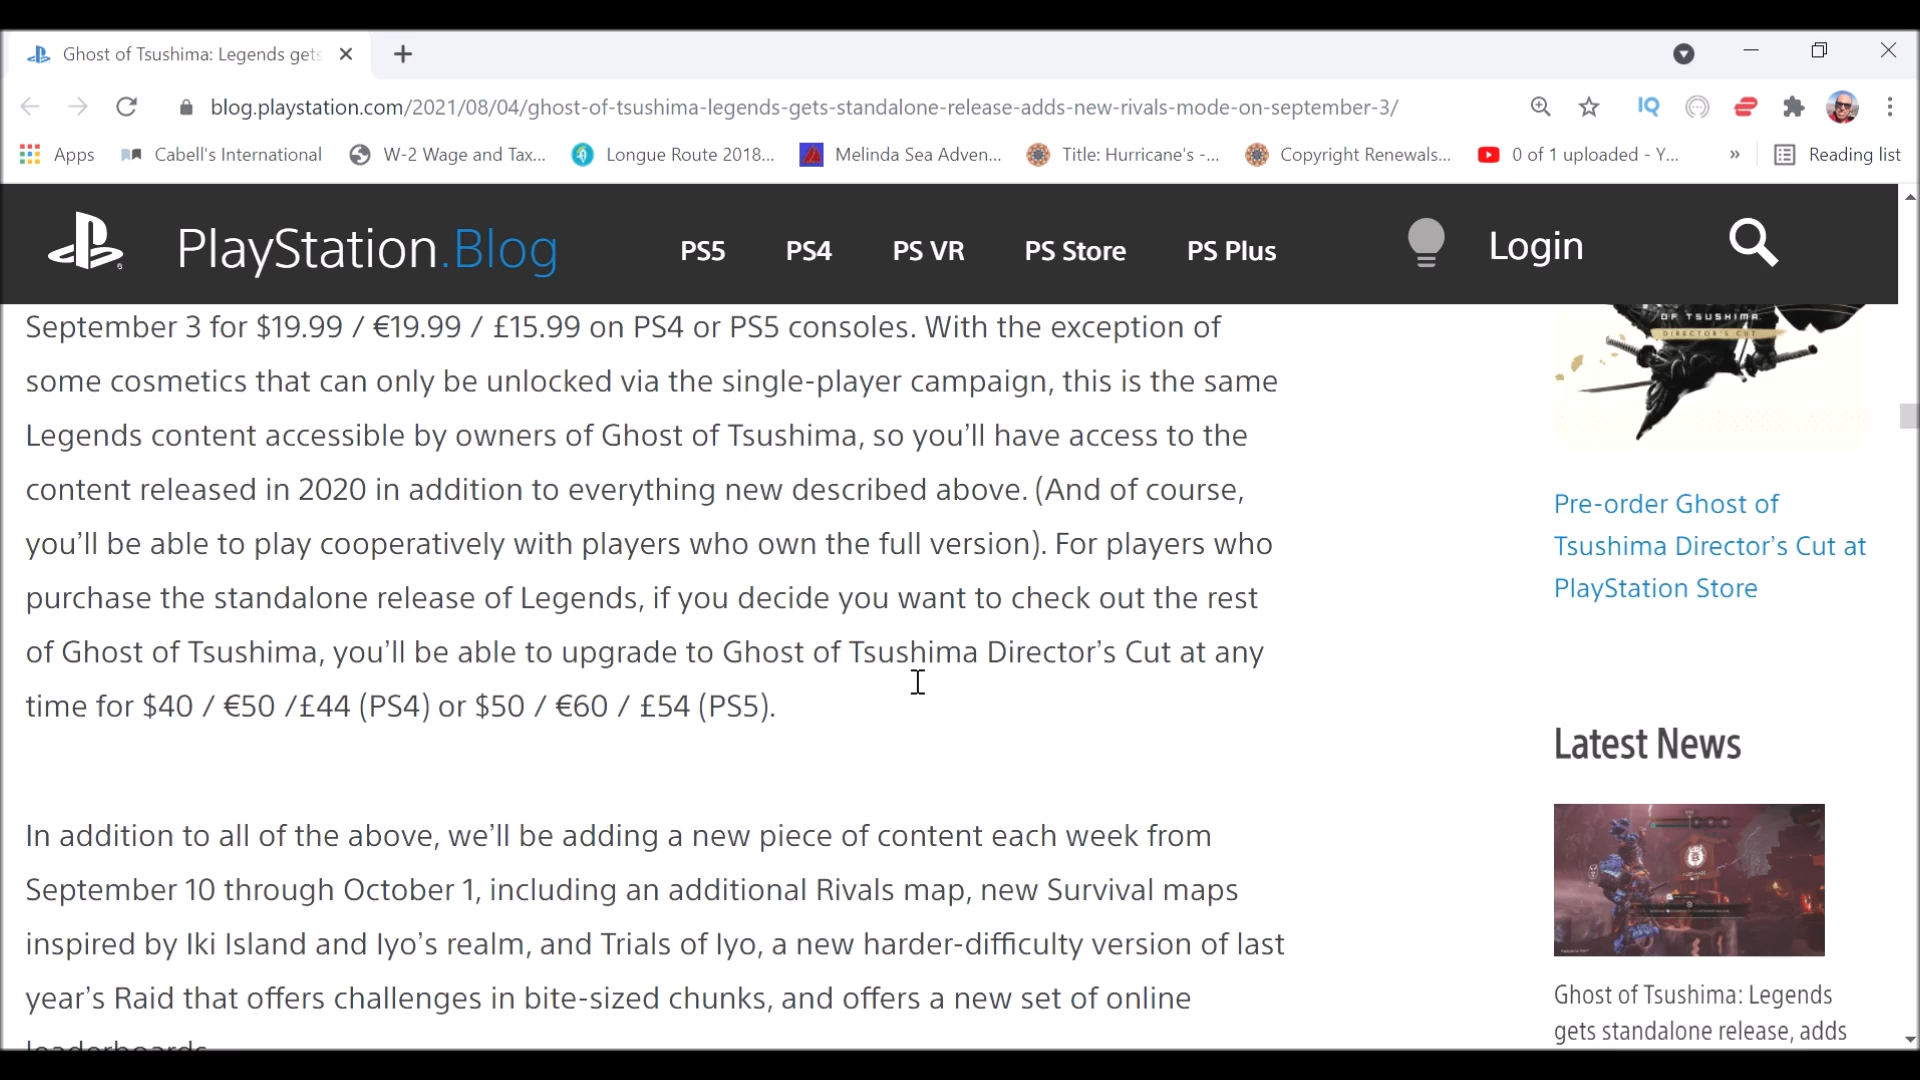 Ghost of Tsushima: Legends gets
blog.playstation.com/2021/08/04/ghost-of-tsushima-legends-gets-standalone-release-adds-new-rivals-mode-on-september-3/
IQ
Apps
Cabell's International
W-2 Wage and Tax...
Longue Route 2018...
Melinda Sea Adven...
Title: Hurricane's -...
Copyright Renewals...
0 of 1 uploaded - Y...
»
Reading list
PlayStation.Blog
PS5
PS4
PS VR
PS Store
PS Plus
Login
September 3 for $19.99 / €19.99 / £15.99 on PS4 or PS5 consoles. With the exception of
some cosmetics that can only be unlocked via the single-player campaign, this is the same
Legends content accessible by owners of Ghost of Tsushima, so you’ll have access to the
content released in 2020 in addition to everything new described above. (And of course,
you’ll be able to play cooperatively with players who own the full version). For players who
purchase the standalone release of Legends, if you decide you want to check out the rest
of Ghost of Tsushima, you’ll be able to upgrade to Ghost of Tsushima Director’s Cut at any
time for $40 / €50 /£44 (PS4) or $50 / €60 / £54 (PS5).
In addition to all of the above, we’ll be adding a new piece of content each week from
September 10 through October 1, including an additional Rivals map, new Survival maps
inspired by Iki Island and Iyo’s realm, and Trials of Iyo, a new harder-difficulty version of last
year’s Raid that offers challenges in bite-sized chunks, and offers a new set of online
leaderboards.
OF TSUSHIMA
DIRECTOR'S CUT
Pre-order Ghost of
Tsushima Director’s Cut at
PlayStation Store
Latest News
Ghost of Tsushima: Legends
gets standalone release, adds